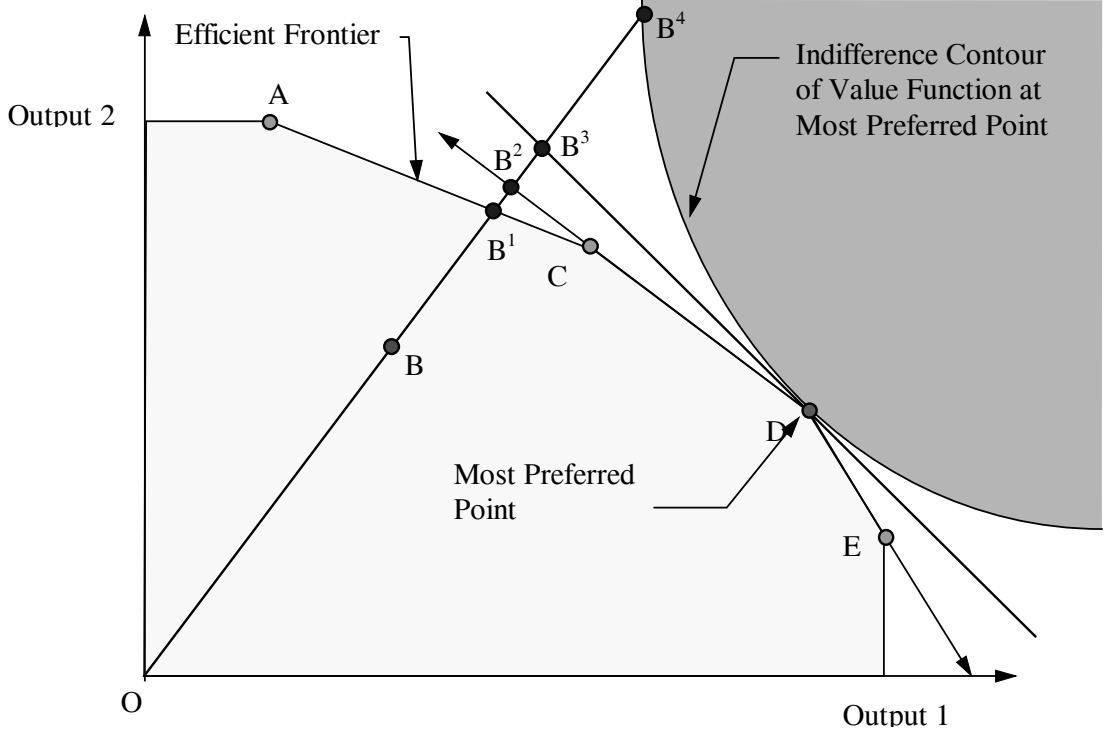 Efficient Frontier
B⁴
Indifference Contour
of Value Function at
Most Preferred Point
A
Output 2
B³
B²
B¹
C
B
D
Most Preferred
Point
E
O
Output 1